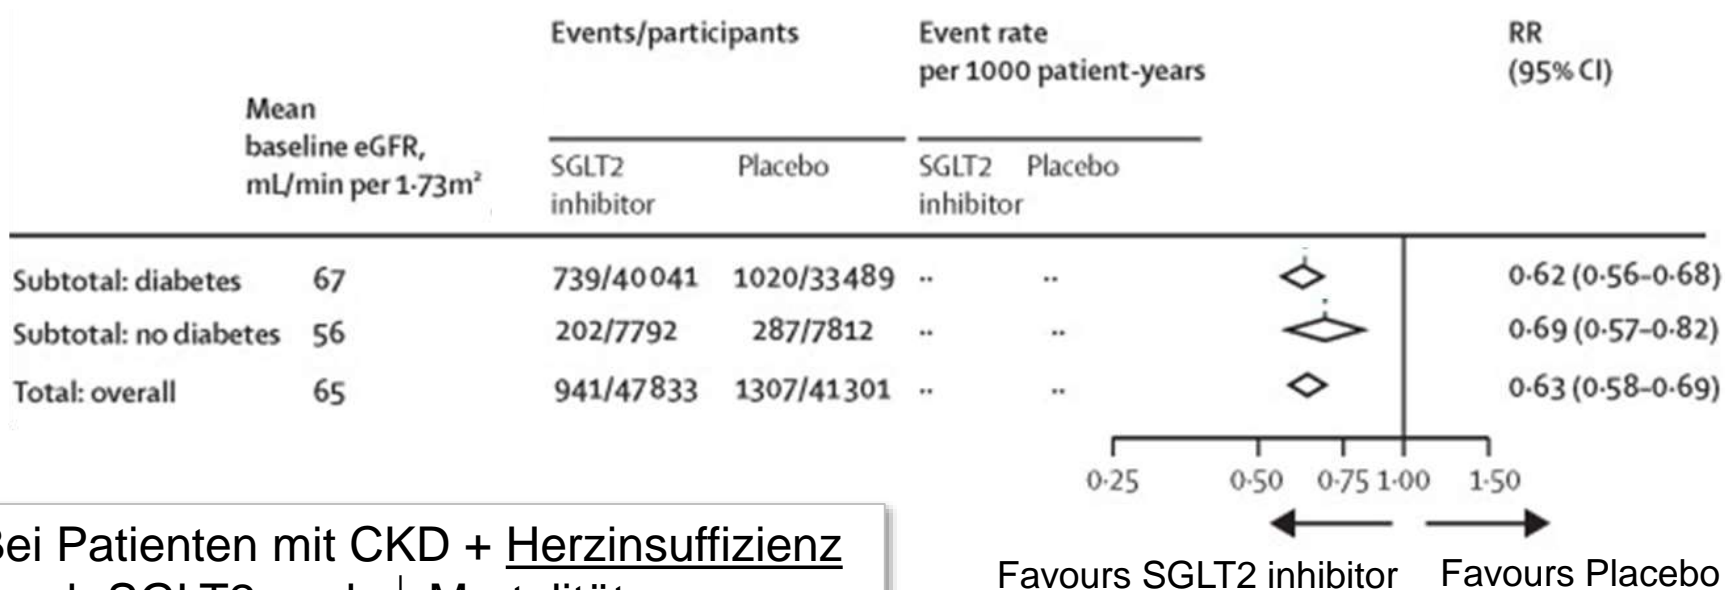 Events/participants Event rate per 1000 patient-years RR (95% CI)
Mean baseline eGFR, mL/min per 1·73m²
SGLT2 inhibitor Placebo SGLT2 inhibitor Placebo
Subtotal: diabetes 67 739/40041 1020/33489 ·· ·· 0·62 (0·56–0·68)
Subtotal: no diabetes 56 202/7792 287/7812 ·· ·· 0·69 (0·57–0·82)
Total: overall 65 941/47833 1307/41301 ·· ·· 0·63 (0·58–0·69)
0·25 0·50 0·75 1·00 1·50
Favours SGLT2 inhibitor Favours Placebo
Bei Patienten mit CKD + Herzinsuffizienz